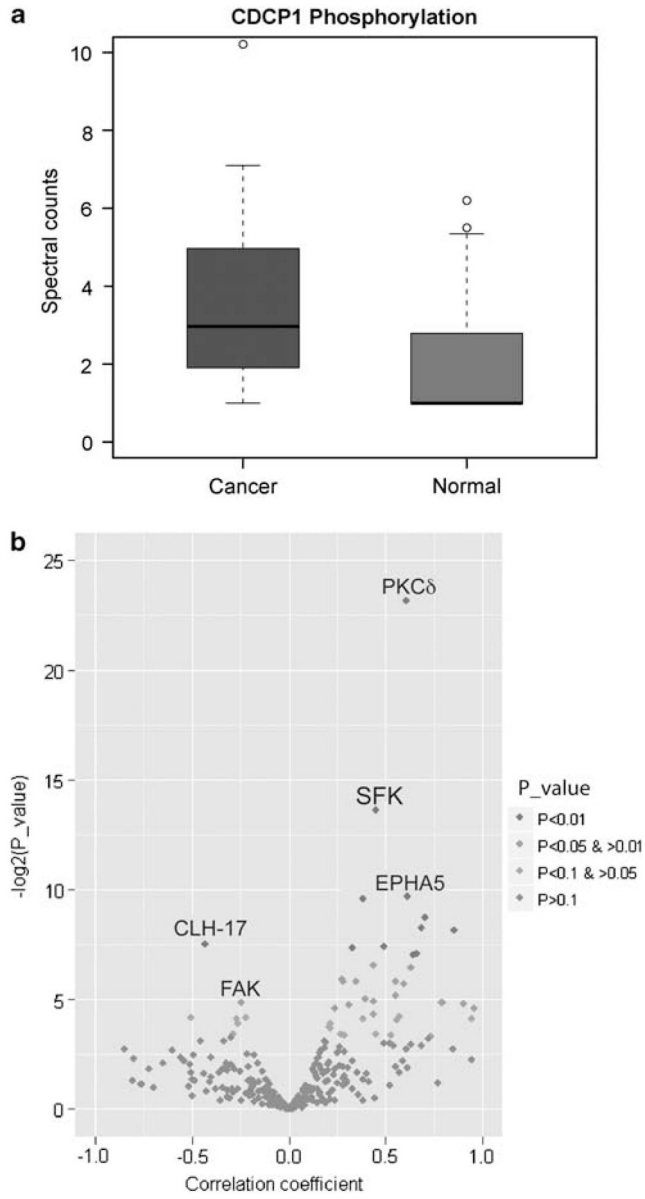 a
CDCP1 Phosphorylation
Spectral counts
10
8
6
4
2
0
Cancer
Normal
b
-log2(P_value)
25
20
15
10
5
0
PKCδ
SFK
EPHA5
CLH-17
FAK
P_value
P<0.01
P<0.05 & >0.01
P<0.1 & >0.05
P>0.1
-1.0
-0.5
0.0
0.5
1.0
Correlation coefficient